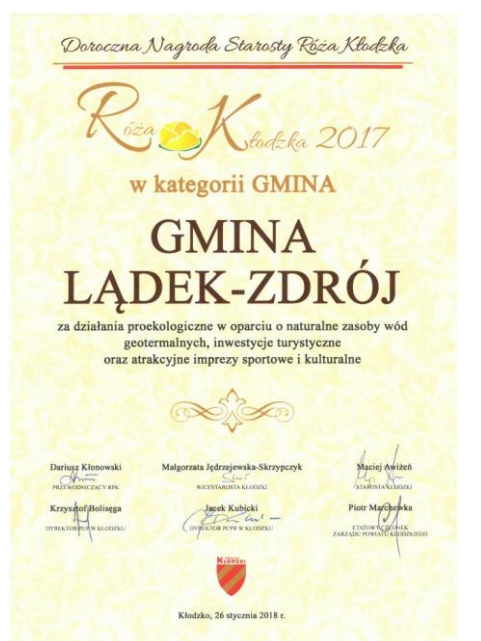 Doroczna Nagroda Starosty Róża Kłodzka
Róża Kłodzka 2017
w kategorii GMINA
GMINA
LĄDEK-ZDRÓJ
za działania proekologiczne w oparciu o naturalne zasoby wód
geotermalnych, inwestycje turystyczne
oraz atrakcyjne imprezy sportowe i kulturalne
Dariusz Kłonowski Małgorzata Jędrzejewska-Skrzypczyk Maciej Awiżeń
PRZEWODNICZĄCY RPK WICESTAROSTA KŁODZKI STAROSTA KŁODZKI
Krzysztof Bolisęga Jacek Kubicki Piotr Marchewka
DYREKTOR PUP W KŁODZKU DYREKTOR PCPR W KŁODZKU ETATOWY CZŁONEK
ZARZĄDU POWIATU KŁODZKIEGO
KŁODZKI
Kłodzko, 26 stycznia 2018 r.